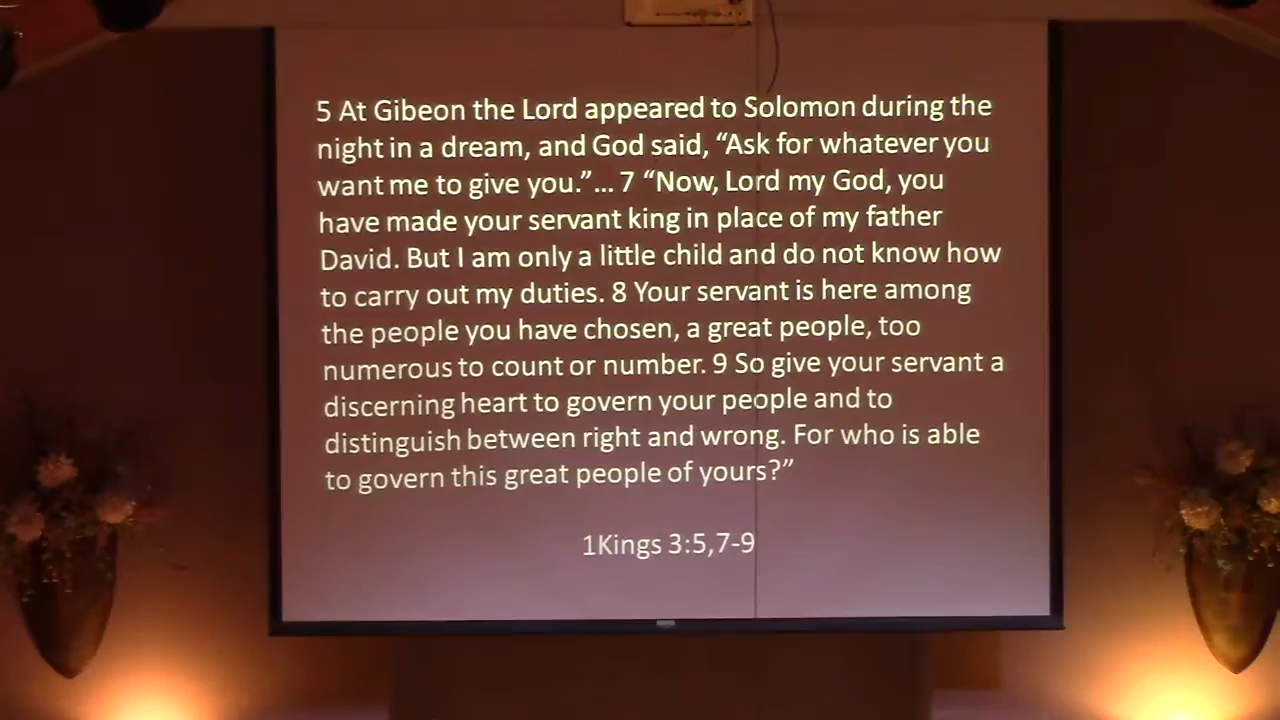 5 At Gibeon the Lord appeared to Solomon during the
night in a dream, and God said, “Ask for whatever you
want me to give you.”... 7 “Now, Lord my God, you
have made your servant king in place of my father
David. But I am only a little child and do not know how
to carry out my duties. 8 Your servant is here among
the people you have chosen, a great people, too
numerous to count or number. 9 So give your servant a
discerning heart to govern your people and to
distinguish between right and wrong. For who is able
to govern this great people of yours?”
1Kings 3:5,7-9